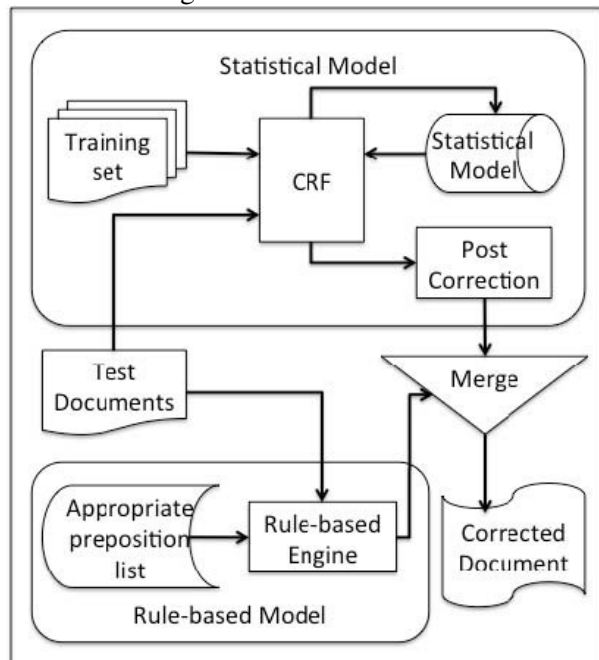 Statistical Model
Training
set
CRF
Statistical
Model
Post
Correction
Test
Documents
Merge
Appropriate
preposition
list
Rule-based
Engine
Corrected
Document
Rule-based Model